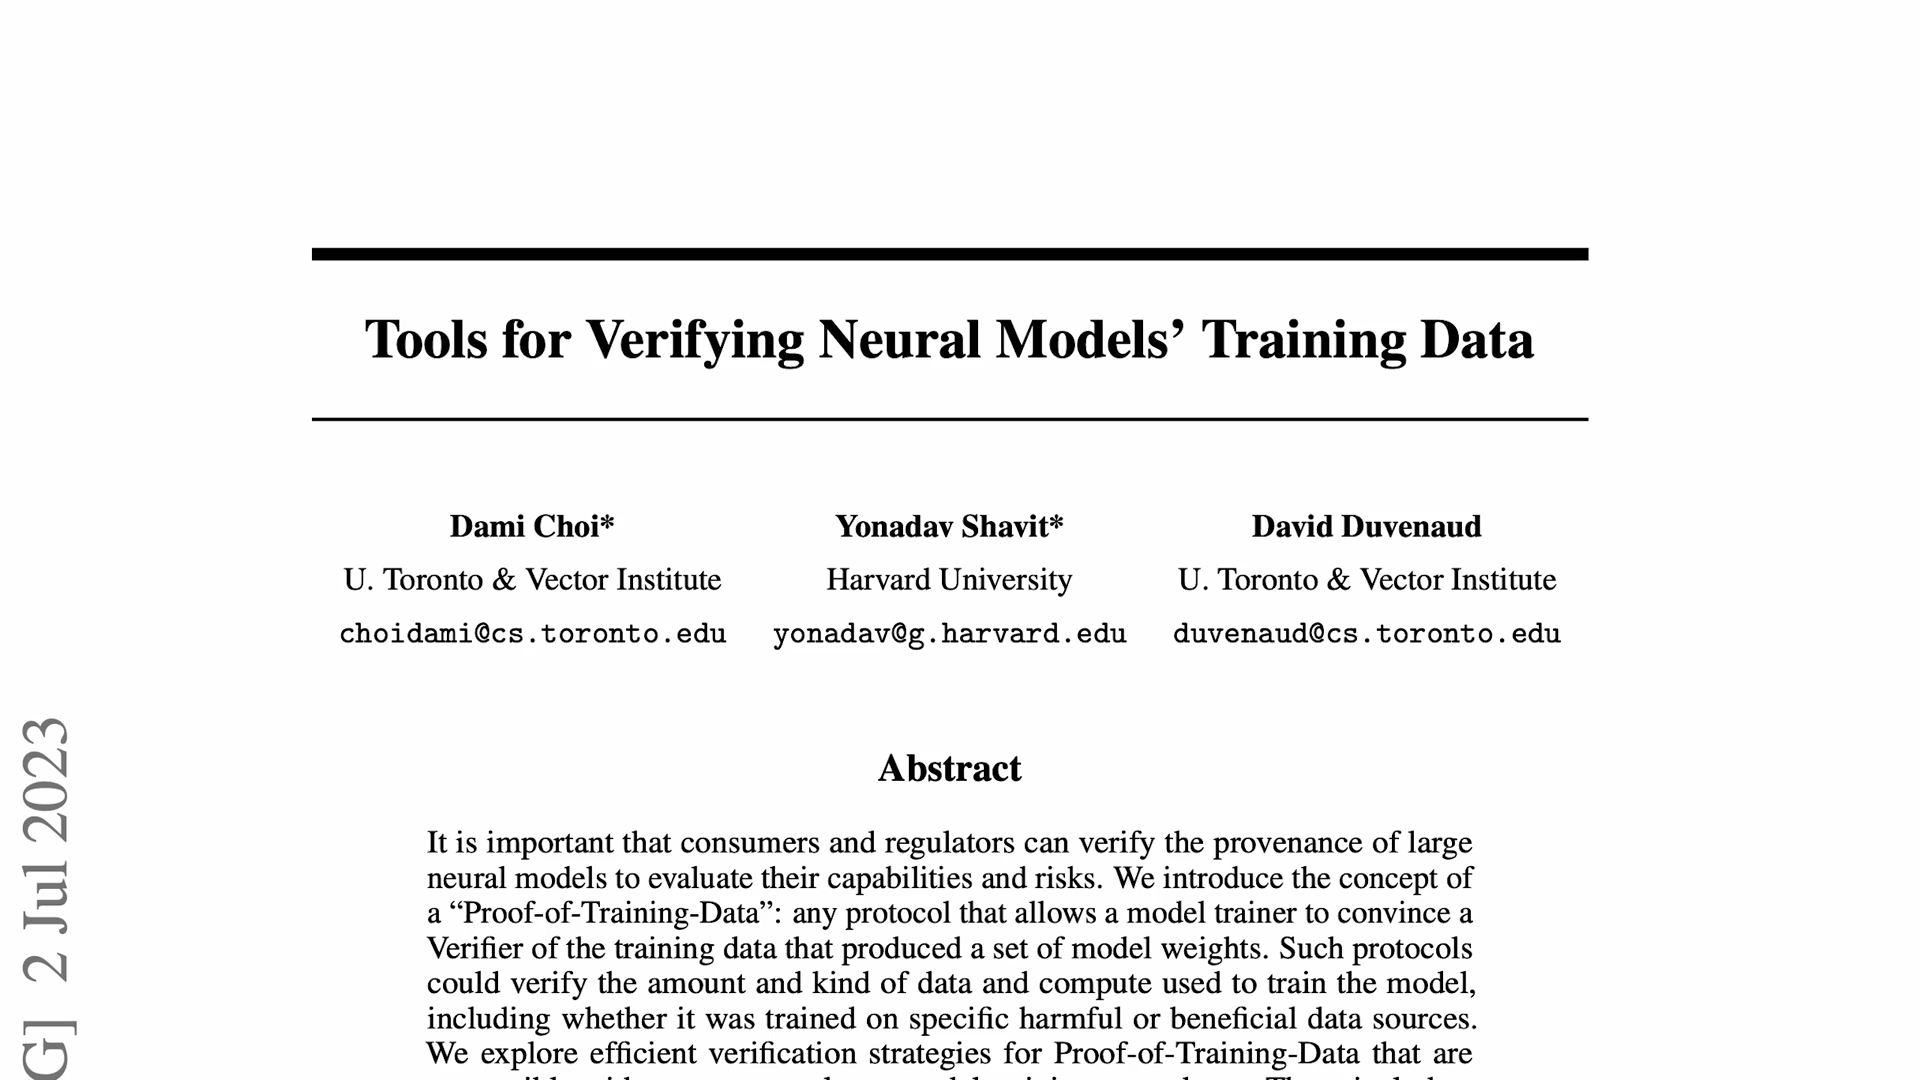 Tools for Verifying Neural Models’ Training Data
Dami Choi* Yonadav Shavit* David Duvenaud
U. Toronto & Vector Institute Harvard University U. Toronto & Vector Institute
choidami@cs.toronto.edu yonadav@g.harvard.edu duvenaud@cs.toronto.edu
Abstract
It is important that consumers and regulators can verify the provenance of large
neural models to evaluate their capabilities and risks. We introduce the concept of
a “Proof-of-Training-Data”: any protocol that allows a model trainer to convince a
Verifier of the training data that produced a set of model weights. Such protocols
could verify the amount and kind of data and compute used to train the model,
including whether it was trained on specific harmful or beneficial data sources.
We explore efficient verification strategies for Proof-of-Training-Data that are
G] 2 Jul 2023